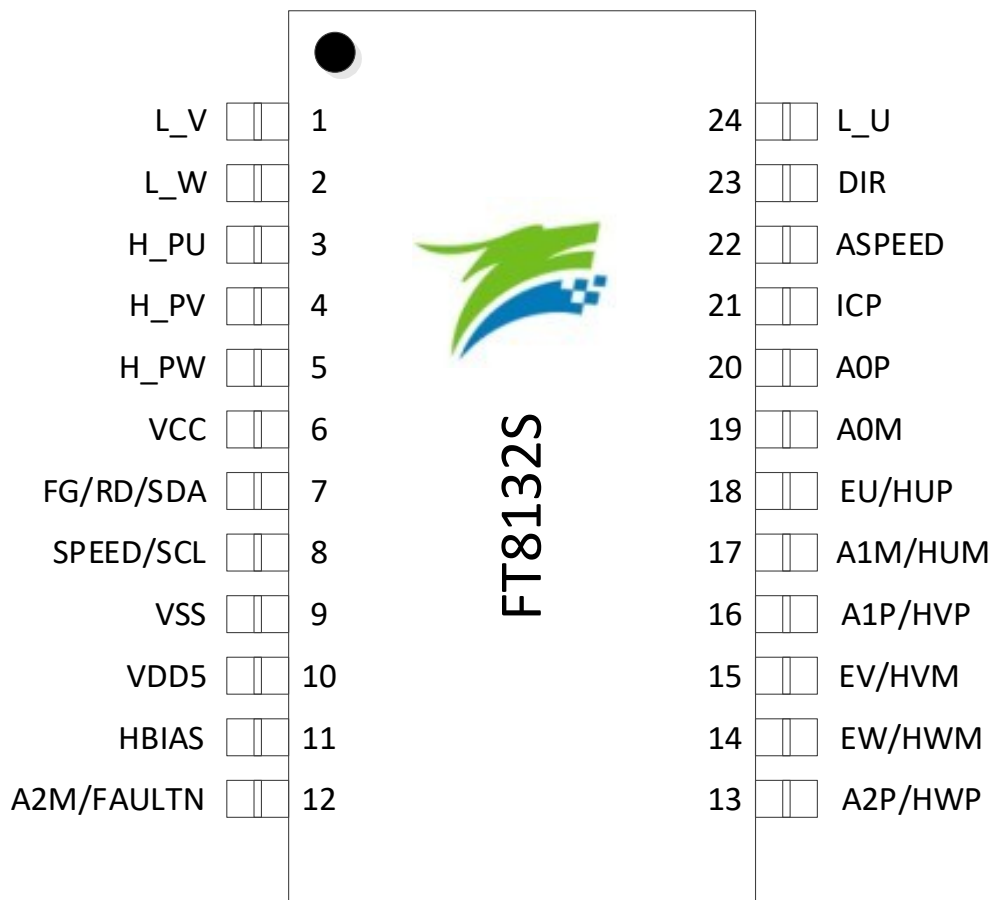 L_V 1 24 L_U
L_W 2 23 DIR
H_PU 3 22 ASPEED
H_PV 4 21 ICP
H_PW 5 20 A0P
VCC 6 19 A0M
FG/RD/SDA 7 18 EU/HUP
SPEED/SCL 8 17 A1M/HUM
VSS 9 16 A1P/HVP
VDD5 10 15 EV/HVM
HBIAS 11 14 EW/HWM
A2M/FAULTN 12 13 A2P/HWP
FT8132S